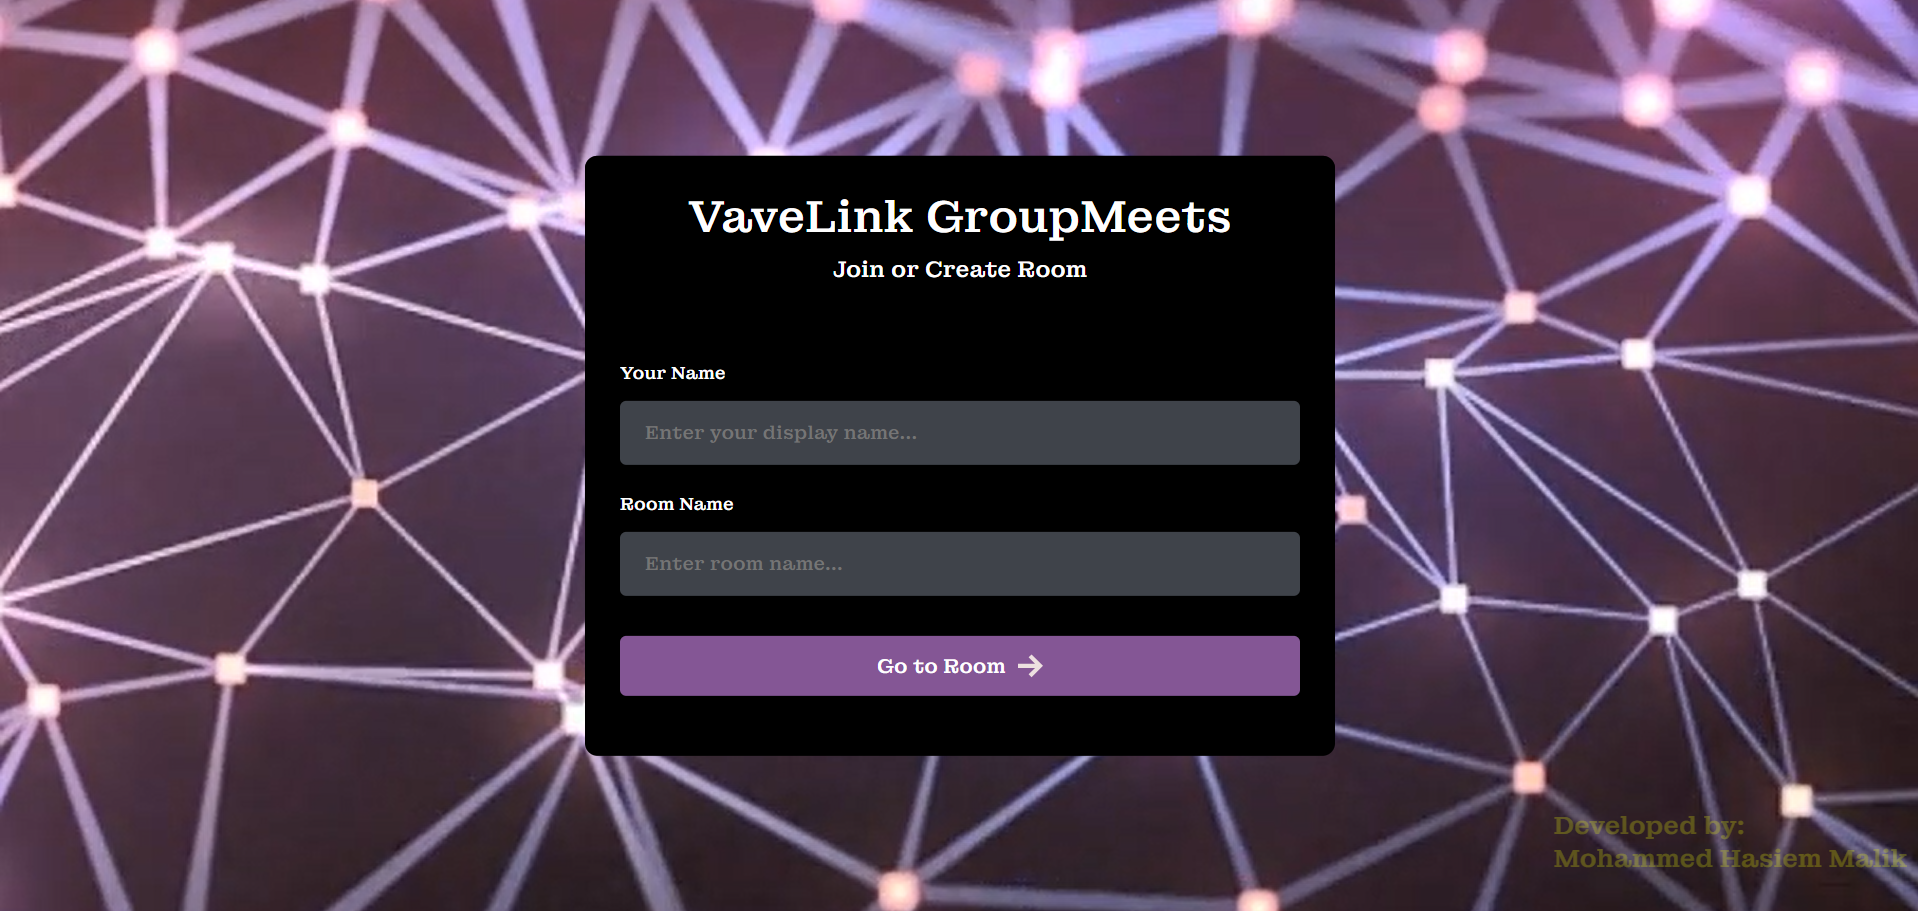 VaveLink GroupMeets
Join or Create Room
Your Name
Enter your display name...
Room Name
Enter room name...
Go to Room
Developed by:
Mohammed Hasiem Malik